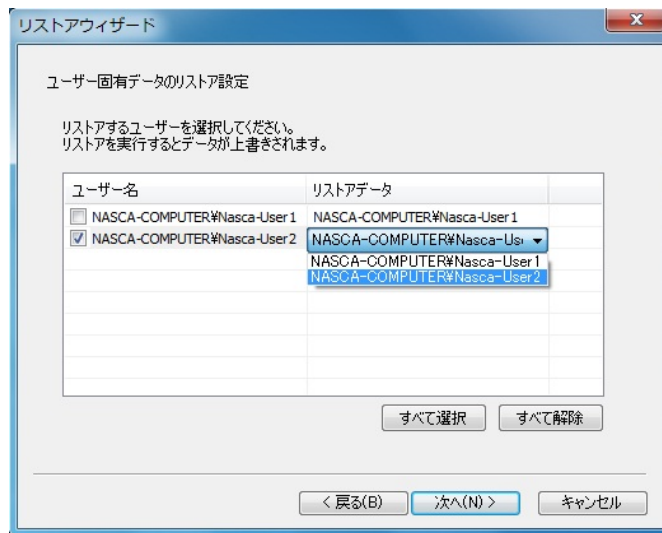 リストアウィザード
ユーザー固有データのリストア設定
リストアするユーザーを選択してください。
リストアを実行するとデータが上書きされます。
ユーザー名 リストアデータ
NASCA-COMPUTER¥Nasca-User1 NASCA-COMPUTER¥Nasca-User1
NASCA-COMPUTER¥Nasca-User2 NASCA-COMPUTER¥Nasca-Us
NASCA-COMPUTER¥Nasca-User1
NASCA-COMPUTER¥Nasca-User2
すべて選択 すべて解除
< 戻る(B) 次へ(N) > キャンセル